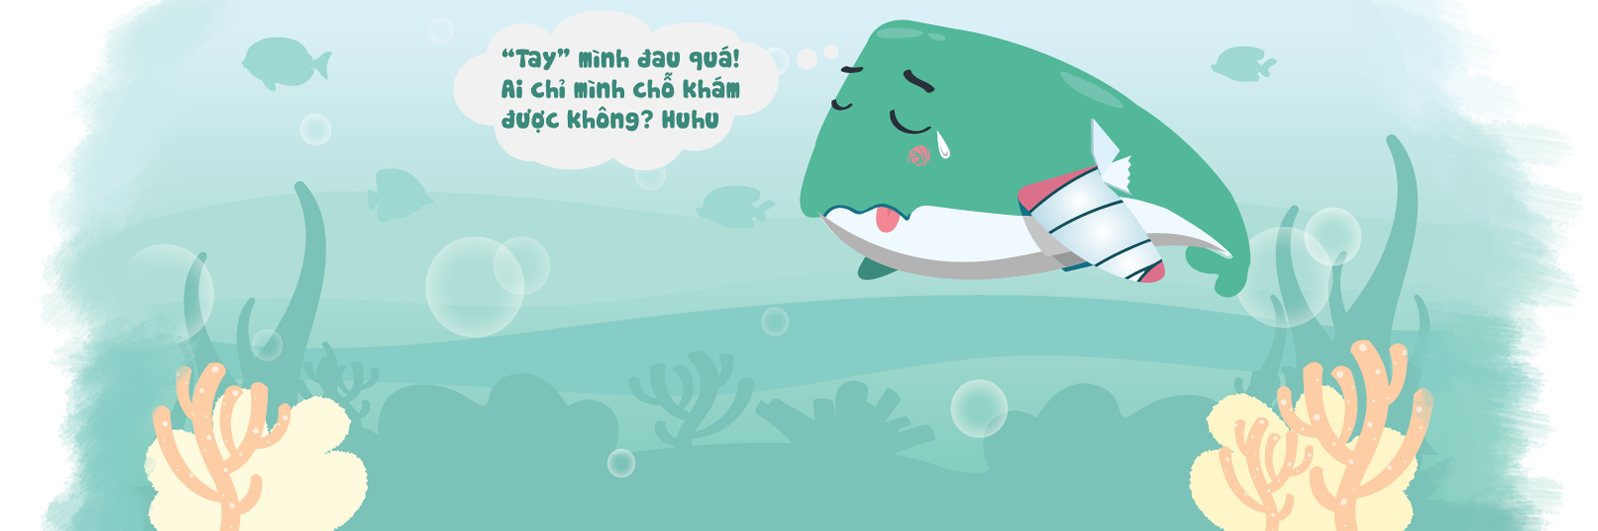 “Tay” mình đau quá!
Ai chỉ mình chỗ khám
được không? Huhu